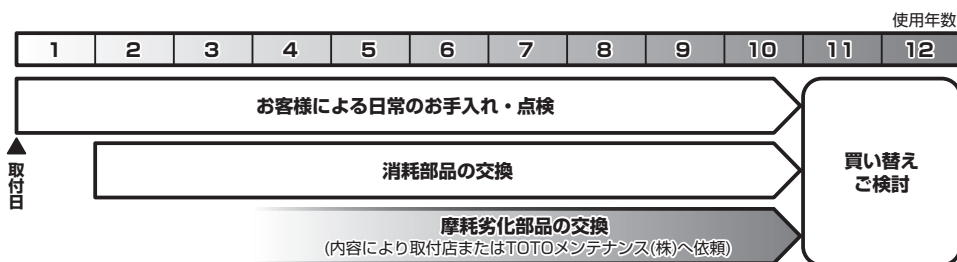 使用年数
1 2 3 4 5 6 7 8 9 10 11 12
お客様による日常のお手入れ・点検
取付日
消耗部品の交換
買い替え
ご検討
摩耗劣化部品の交換
(内容により取付店またはTOTOメンテナンス(株)へ依頼)